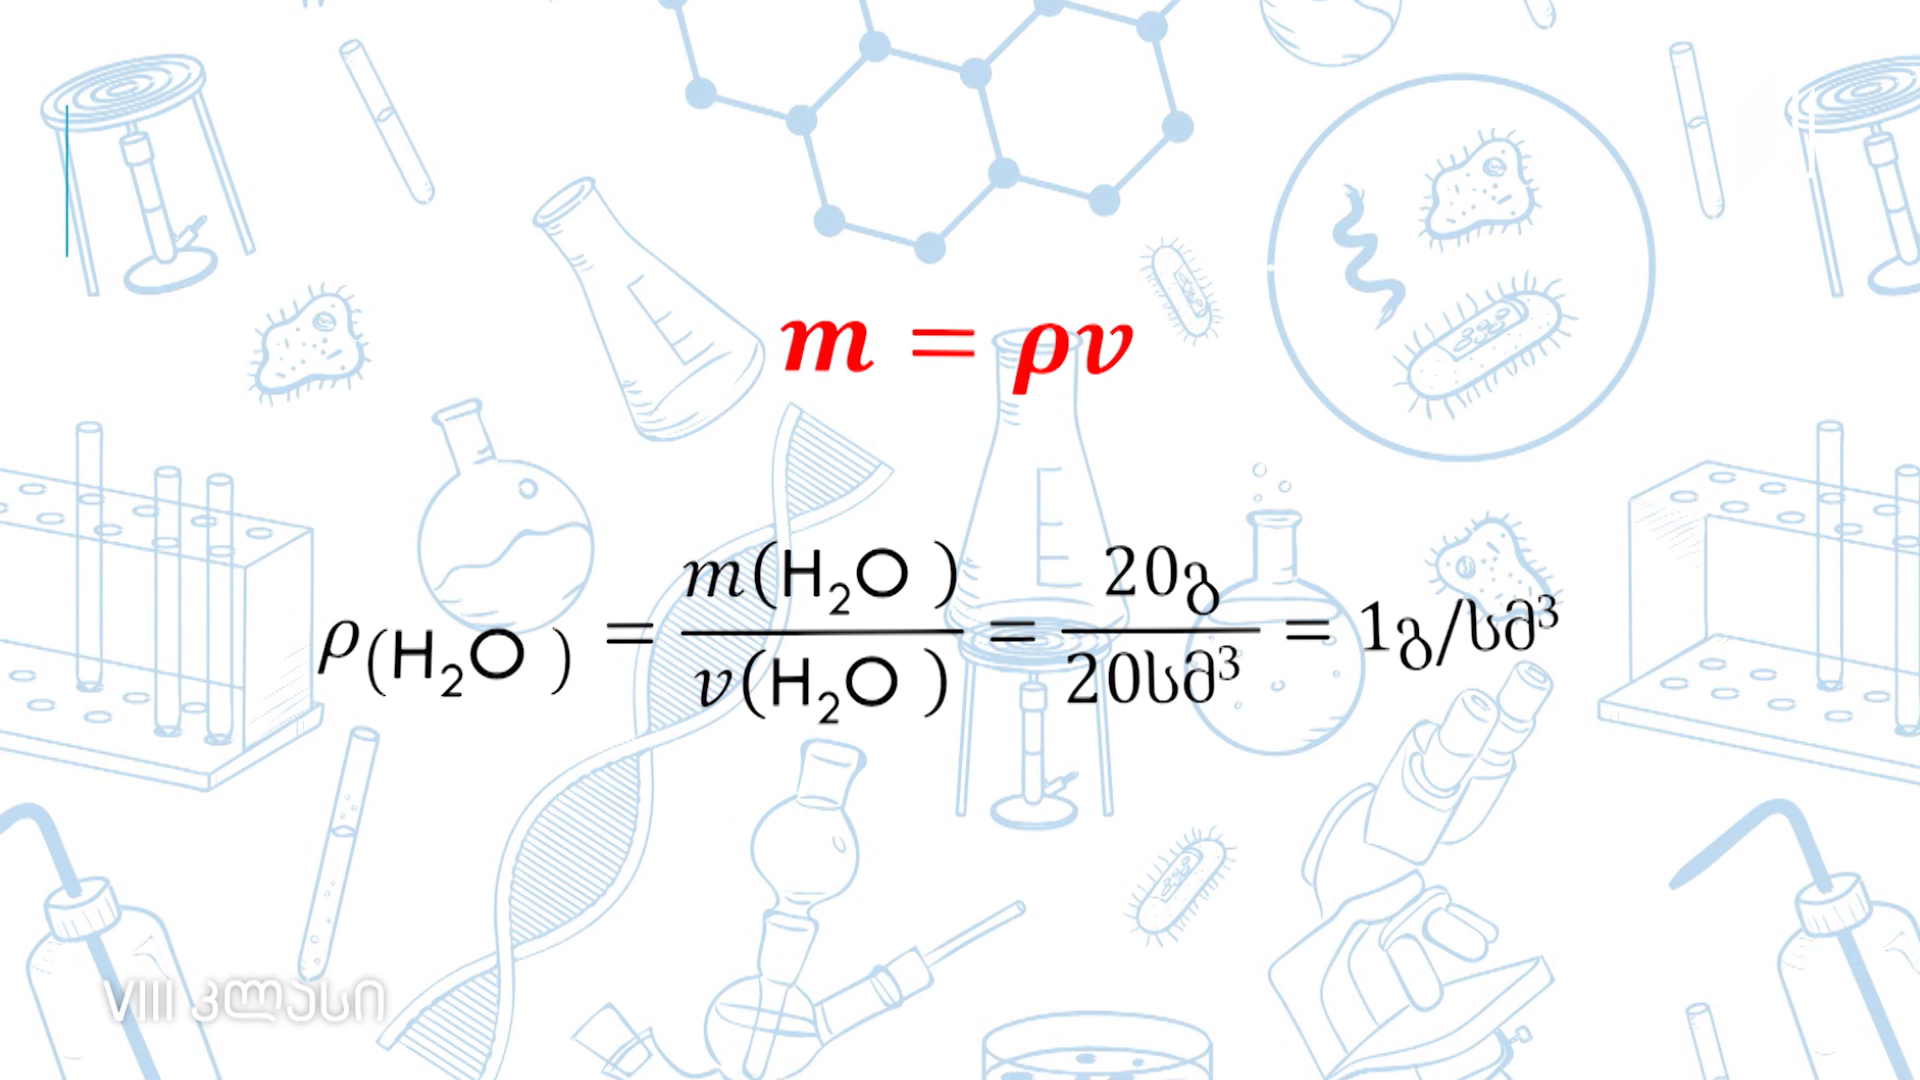 m = ρv
ρ(H₂O ) = m(H₂O )/v(H₂O ) = 20გ/20სმ³ = 1გ/სმ³
VIII კლასი